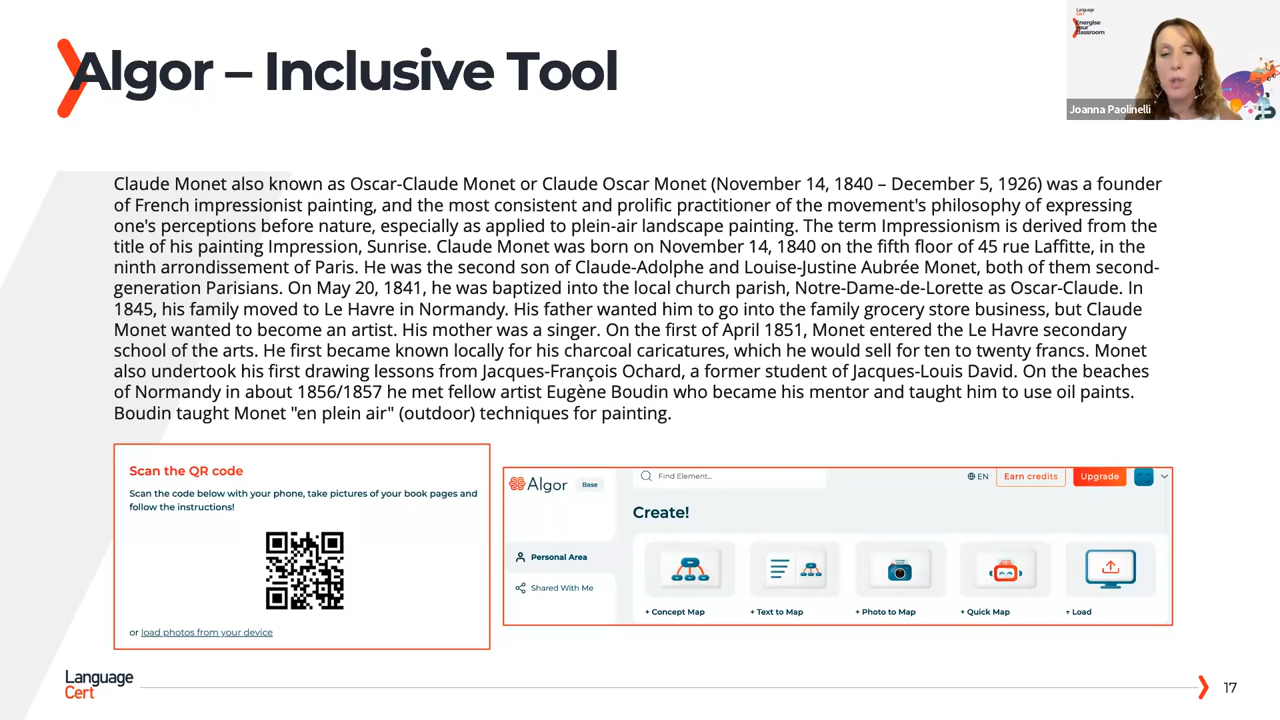 Algor – Inclusive Tool
Language
Cert
Energise
your
classroom
Joanna Paolinelli
Claude Monet also known as Oscar-Claude Monet or Claude Oscar Monet (November 14, 1840 – December 5, 1926) was a founder
of French impressionist painting, and the most consistent and prolific practitioner of the movement's philosophy of expressing
one's perceptions before nature, especially as applied to plein-air landscape painting. The term Impressionism is derived from the
title of his painting Impression, Sunrise. Claude Monet was born on November 14, 1840 on the fifth floor of 45 rue Laffitte, in the
ninth arrondissement of Paris. He was the second son of Claude-Adolphe and Louise-Justine Aubrée Monet, both of them second-
generation Parisians. On May 20, 1841, he was baptized into the local church parish, Notre-Dame-de-Lorette as Oscar-Claude. In
1845, his family moved to Le Havre in Normandy. His father wanted him to go into the family grocery store business, but Claude
Monet wanted to become an artist. His mother was a singer. On the first of April 1851, Monet entered the Le Havre secondary
school of the arts. He first became known locally for his charcoal caricatures, which he would sell for ten to twenty francs. Monet
also undertook his first drawing lessons from Jacques-François Ochard, a former student of Jacques-Louis David. On the beaches
of Normandy in about 1856/1857 he met fellow artist Eugène Boudin who became his mentor and taught him to use oil paints.
Boudin taught Monet "en plein air" (outdoor) techniques for painting.
Scan the QR code
Scan the code below with your phone, take pictures of your book pages and
follow the instructions!
or load photos from your device
Algor Base
Find Element...
EN
Earn credits
Upgrade
Create!
Personal Area
Shared With Me
+ Concept Map
+ Text to Map
+ Photo to Map
+ Quick Map
↑ Load
Language
Cert
17